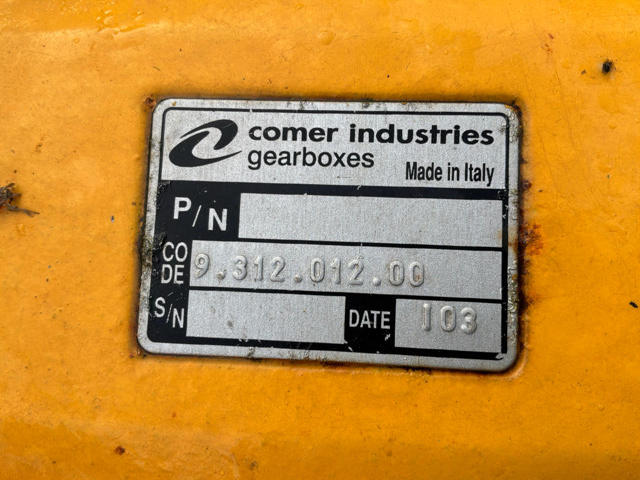 comer industries
gearboxes
Made in Italy
P/N
CO
DE 9.312.012.00
S/N DATE 103